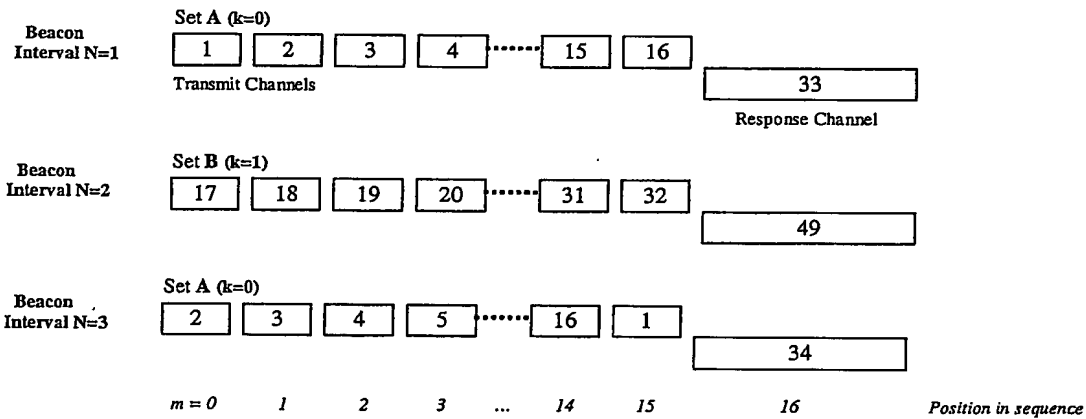 Set A (k=0)
Beacon
Interval N=1
1 2 3 4 15 16
33
Transmit Channels
Response Channel
Set B (k=1)
Beacon
Interval N=2
17 18 19 20 31 32
49
Set A (k=0)
Beacon
Interval N=3
2 3 4 5 16 1
34
m = 0 1 2 3 ... 14 15 16 Position in sequence